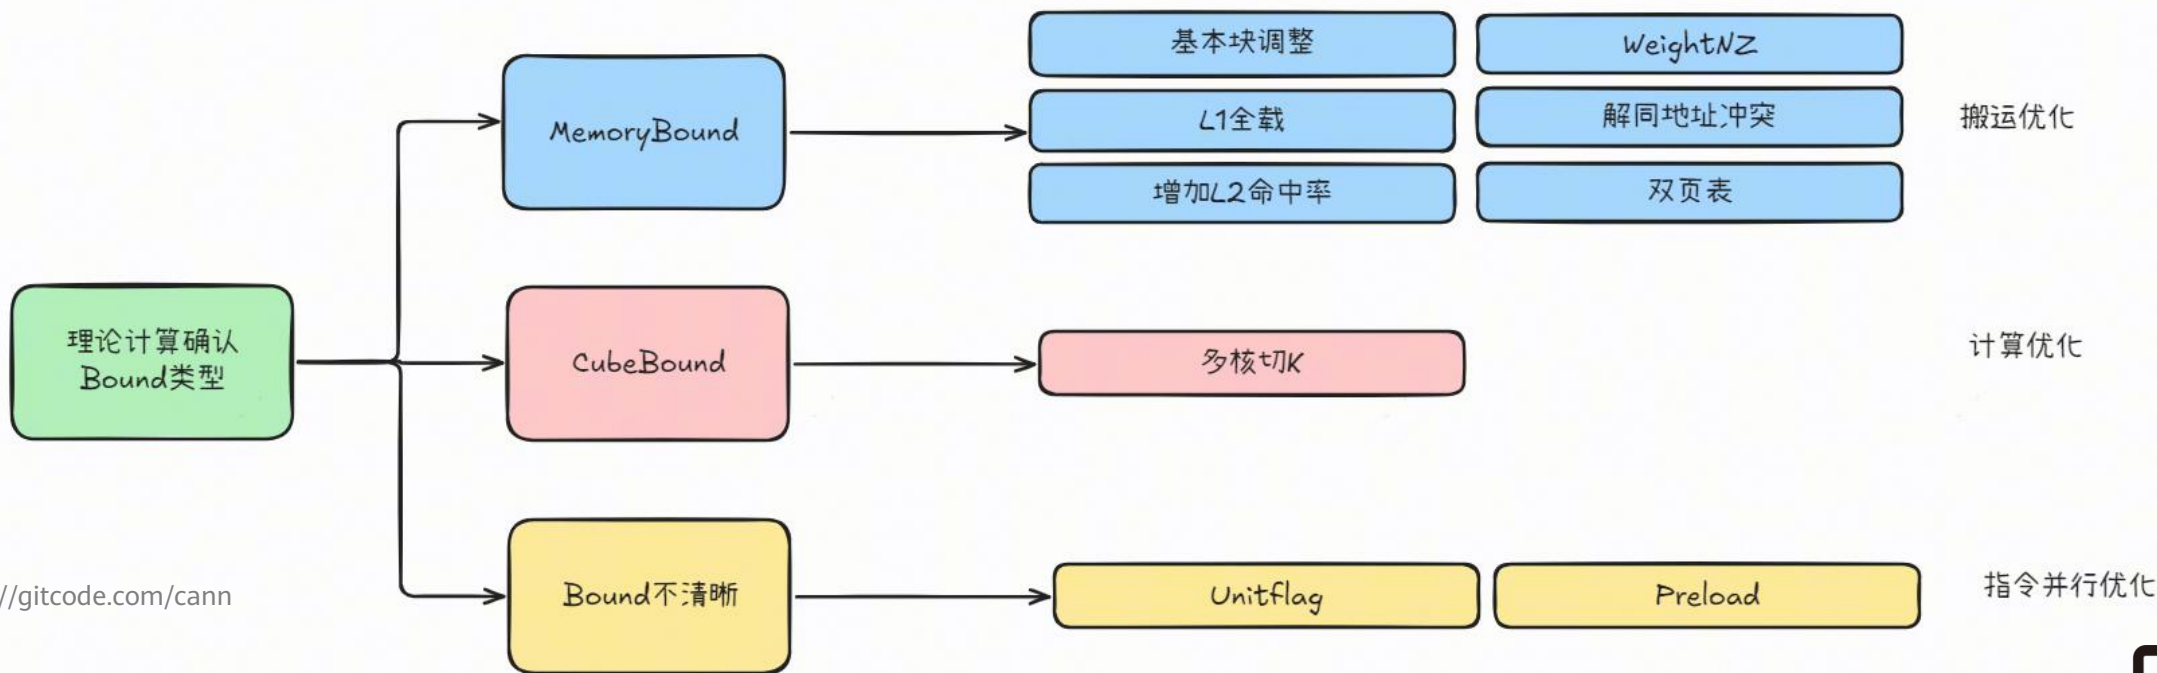 基本块调整
WeightNZ
MemoryBound
L1全载
解同地址冲突
搬运优化
增加L2命中率
双页表
理论计算确认
Bound类型
CubeBound
多核切K
计算优化
Bound不清晰
Unitflag
Preload
指令并行优化
//gitcode.com/cann